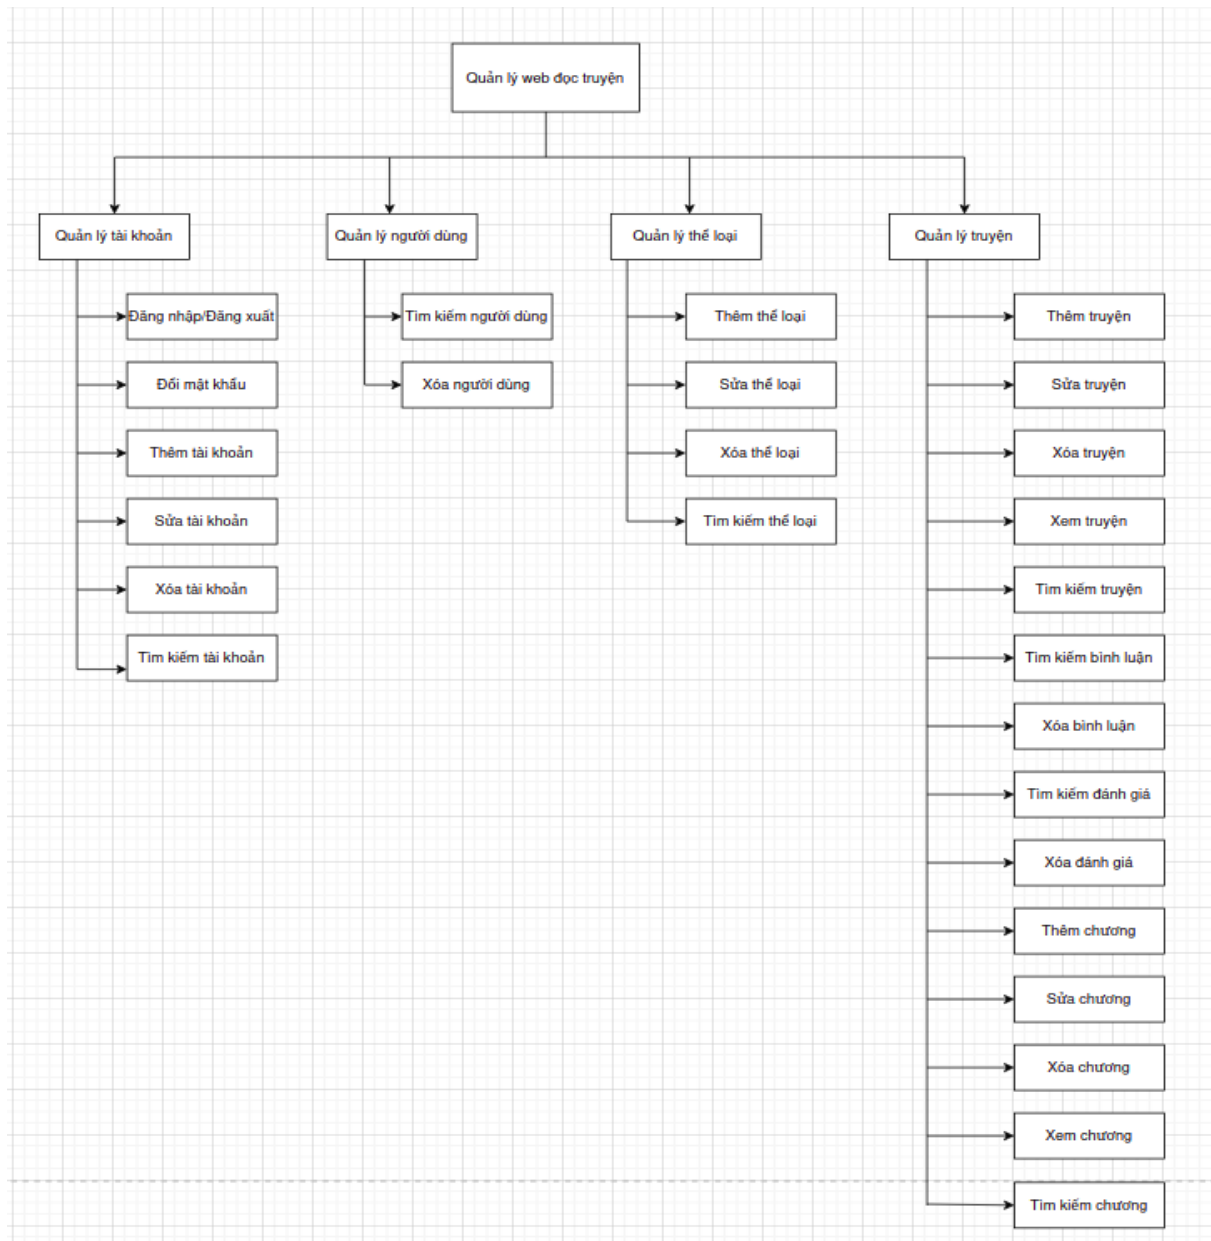 Quản lý web đọc truyện
Quản lý tài khoản
Quản lý người dùng
Quản lý thể loại
Quản lý truyện
Đăng nhập/Đăng xuất
Đổi mật khẩu
Thêm tài khoản
Sửa tài khoản
Xóa tài khoản
Tìm kiếm tài khoản
Tìm kiếm người dùng
Xóa người dùng
Thêm thể loại
Sửa thể loại
Xóa thể loại
Tìm kiếm thể loại
Thêm truyện
Sửa truyện
Xóa truyện
Xem truyện
Tìm kiếm truyện
Tìm kiếm bình luận
Xóa bình luận
Tìm kiếm đánh giá
Xóa đánh giá
Thêm chương
Sửa chương
Xóa chương
Xem chương
Tìm kiếm chương